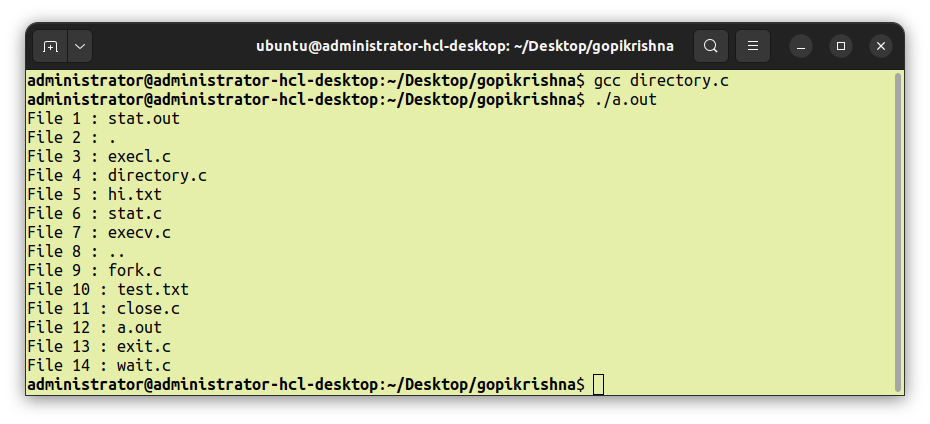 ubuntu@administrator-hcl-desktop: ~/Desktop/gopikrishna
administrator@administrator-hcl-desktop:~/Desktop/gopikrishna$ gcc directory.c
administrator@administrator-hcl-desktop:~/Desktop/gopikrishna$ ./a.out
File 1 : stat.out
File 2 : .
File 3 : execl.c
File 4 : directory.c
File 5 : hi.txt
File 6 : stat.c
File 7 : execv.c
File 8 : ..
File 9 : fork.c
File 10 : test.txt
File 11 : close.c
File 12 : a.out
File 13 : exit.c
File 14 : wait.c
administrator@administrator-hcl-desktop:~/Desktop/gopikrishna$